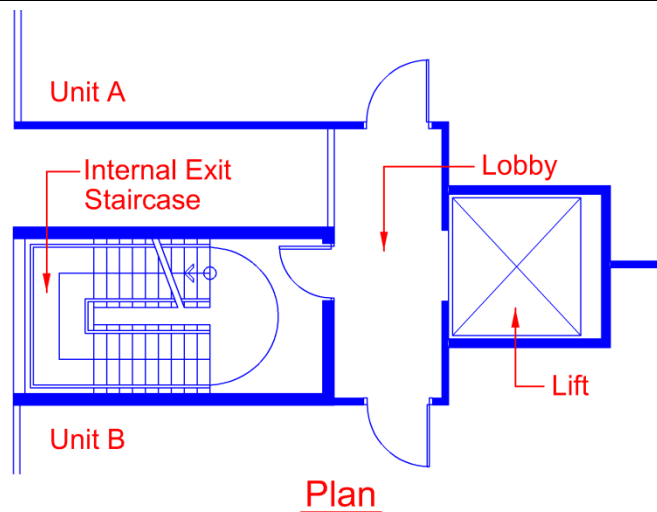 Unit A
Internal Exit
Staircase
Lobby
Lift
Unit B
Plan